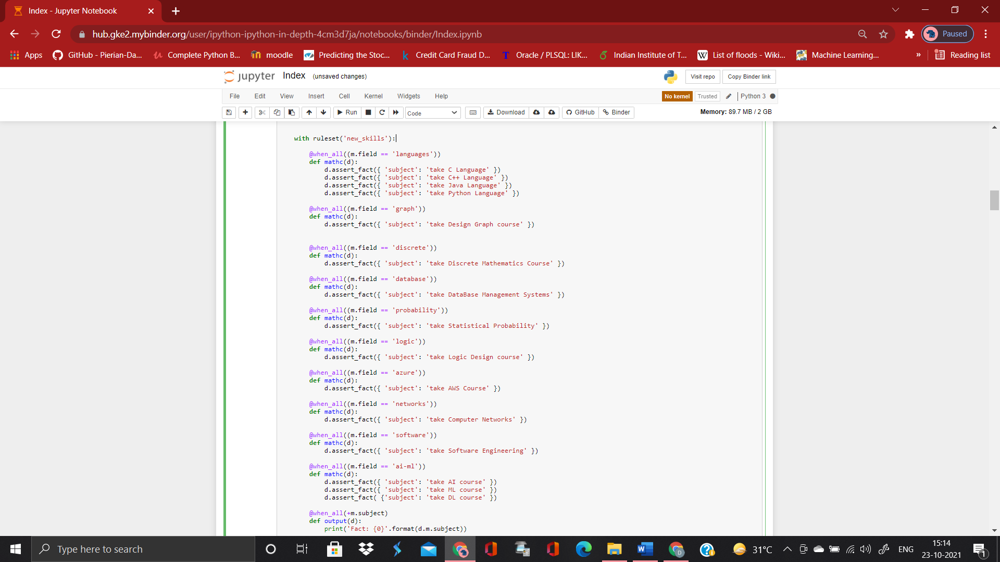 Index - Jupyter Notebook
hub.gke2.mybinder.org/user/ipython-ipython-in-depth-4cm3d7ja/notebooks/binder/Index.ipynb
Paused
Apps
GitHub - Pierian-Da...
Complete Python B...
moodle
Predicting the Stoc...
Credit Card Fraud D...
Oracle / PLSQL: LIK...
Indian Institute of T...
List of floods - Wiki...
Machine Learning...
»
Reading list
jupyter Index (unsaved changes)
Visit repo
Copy Binder link
File Edit View Insert Cell Kernel Widgets Help
No kernel Trusted Python 3
Run Code Download GitHub Binder
Memory: 89.7 MB / 2 GB
with ruleset('new_skills'):
@when_all((m.field == 'languages'))
def mathc(d):
d.assert_fact({ 'subject': 'take C Language' })
d.assert_fact({ 'subject': 'take C++ Language' })
d.assert_fact({ 'subject': 'take Java Language' })
d.assert_fact({ 'subject': 'take Python Language' })
@when_all((m.field == 'graph'))
def mathc(d):
d.assert_fact({ 'subject': 'take Design Graph course' })
@when_all((m.field == 'discrete'))
def mathc(d):
d.assert_fact({ 'subject': 'take Discrete Mathematics Course' })
@when_all((m.field == 'database'))
def mathc(d):
d.assert_fact({ 'subject': 'take DataBase Management Systems' })
@when_all((m.field == 'probability'))
def mathc(d):
d.assert_fact({ 'subject': 'take Statistical Probability' })
@when_all((m.field == 'logic'))
def mathc(d):
d.assert_fact({ 'subject': 'take Logic Design course' })
@when_all((m.field == 'azure'))
def mathc(d):
d.assert_fact({ 'subject': 'take AWS Course' })
@when_all((m.field == 'networks'))
def mathc(d):
d.assert_fact({ 'subject': 'take Computer Networks' })
@when_all((m.field == 'software'))
def mathc(d):
d.assert_fact({ 'subject': 'take Software Engineering' })
@when_all((m.field == 'ai-ml'))
def mathc(d):
d.assert_fact({ 'subject': 'take AI course' })
d.assert_fact({ 'subject': 'take ML course' })
d.assert_fact( {'subject': 'take DL course' })
@when_all(+m.subject)
def output(d):
print('Fact: {0}'.format(d.m.subject))
Type here to search
31°C
ENG
15:14
23-10-2021
1